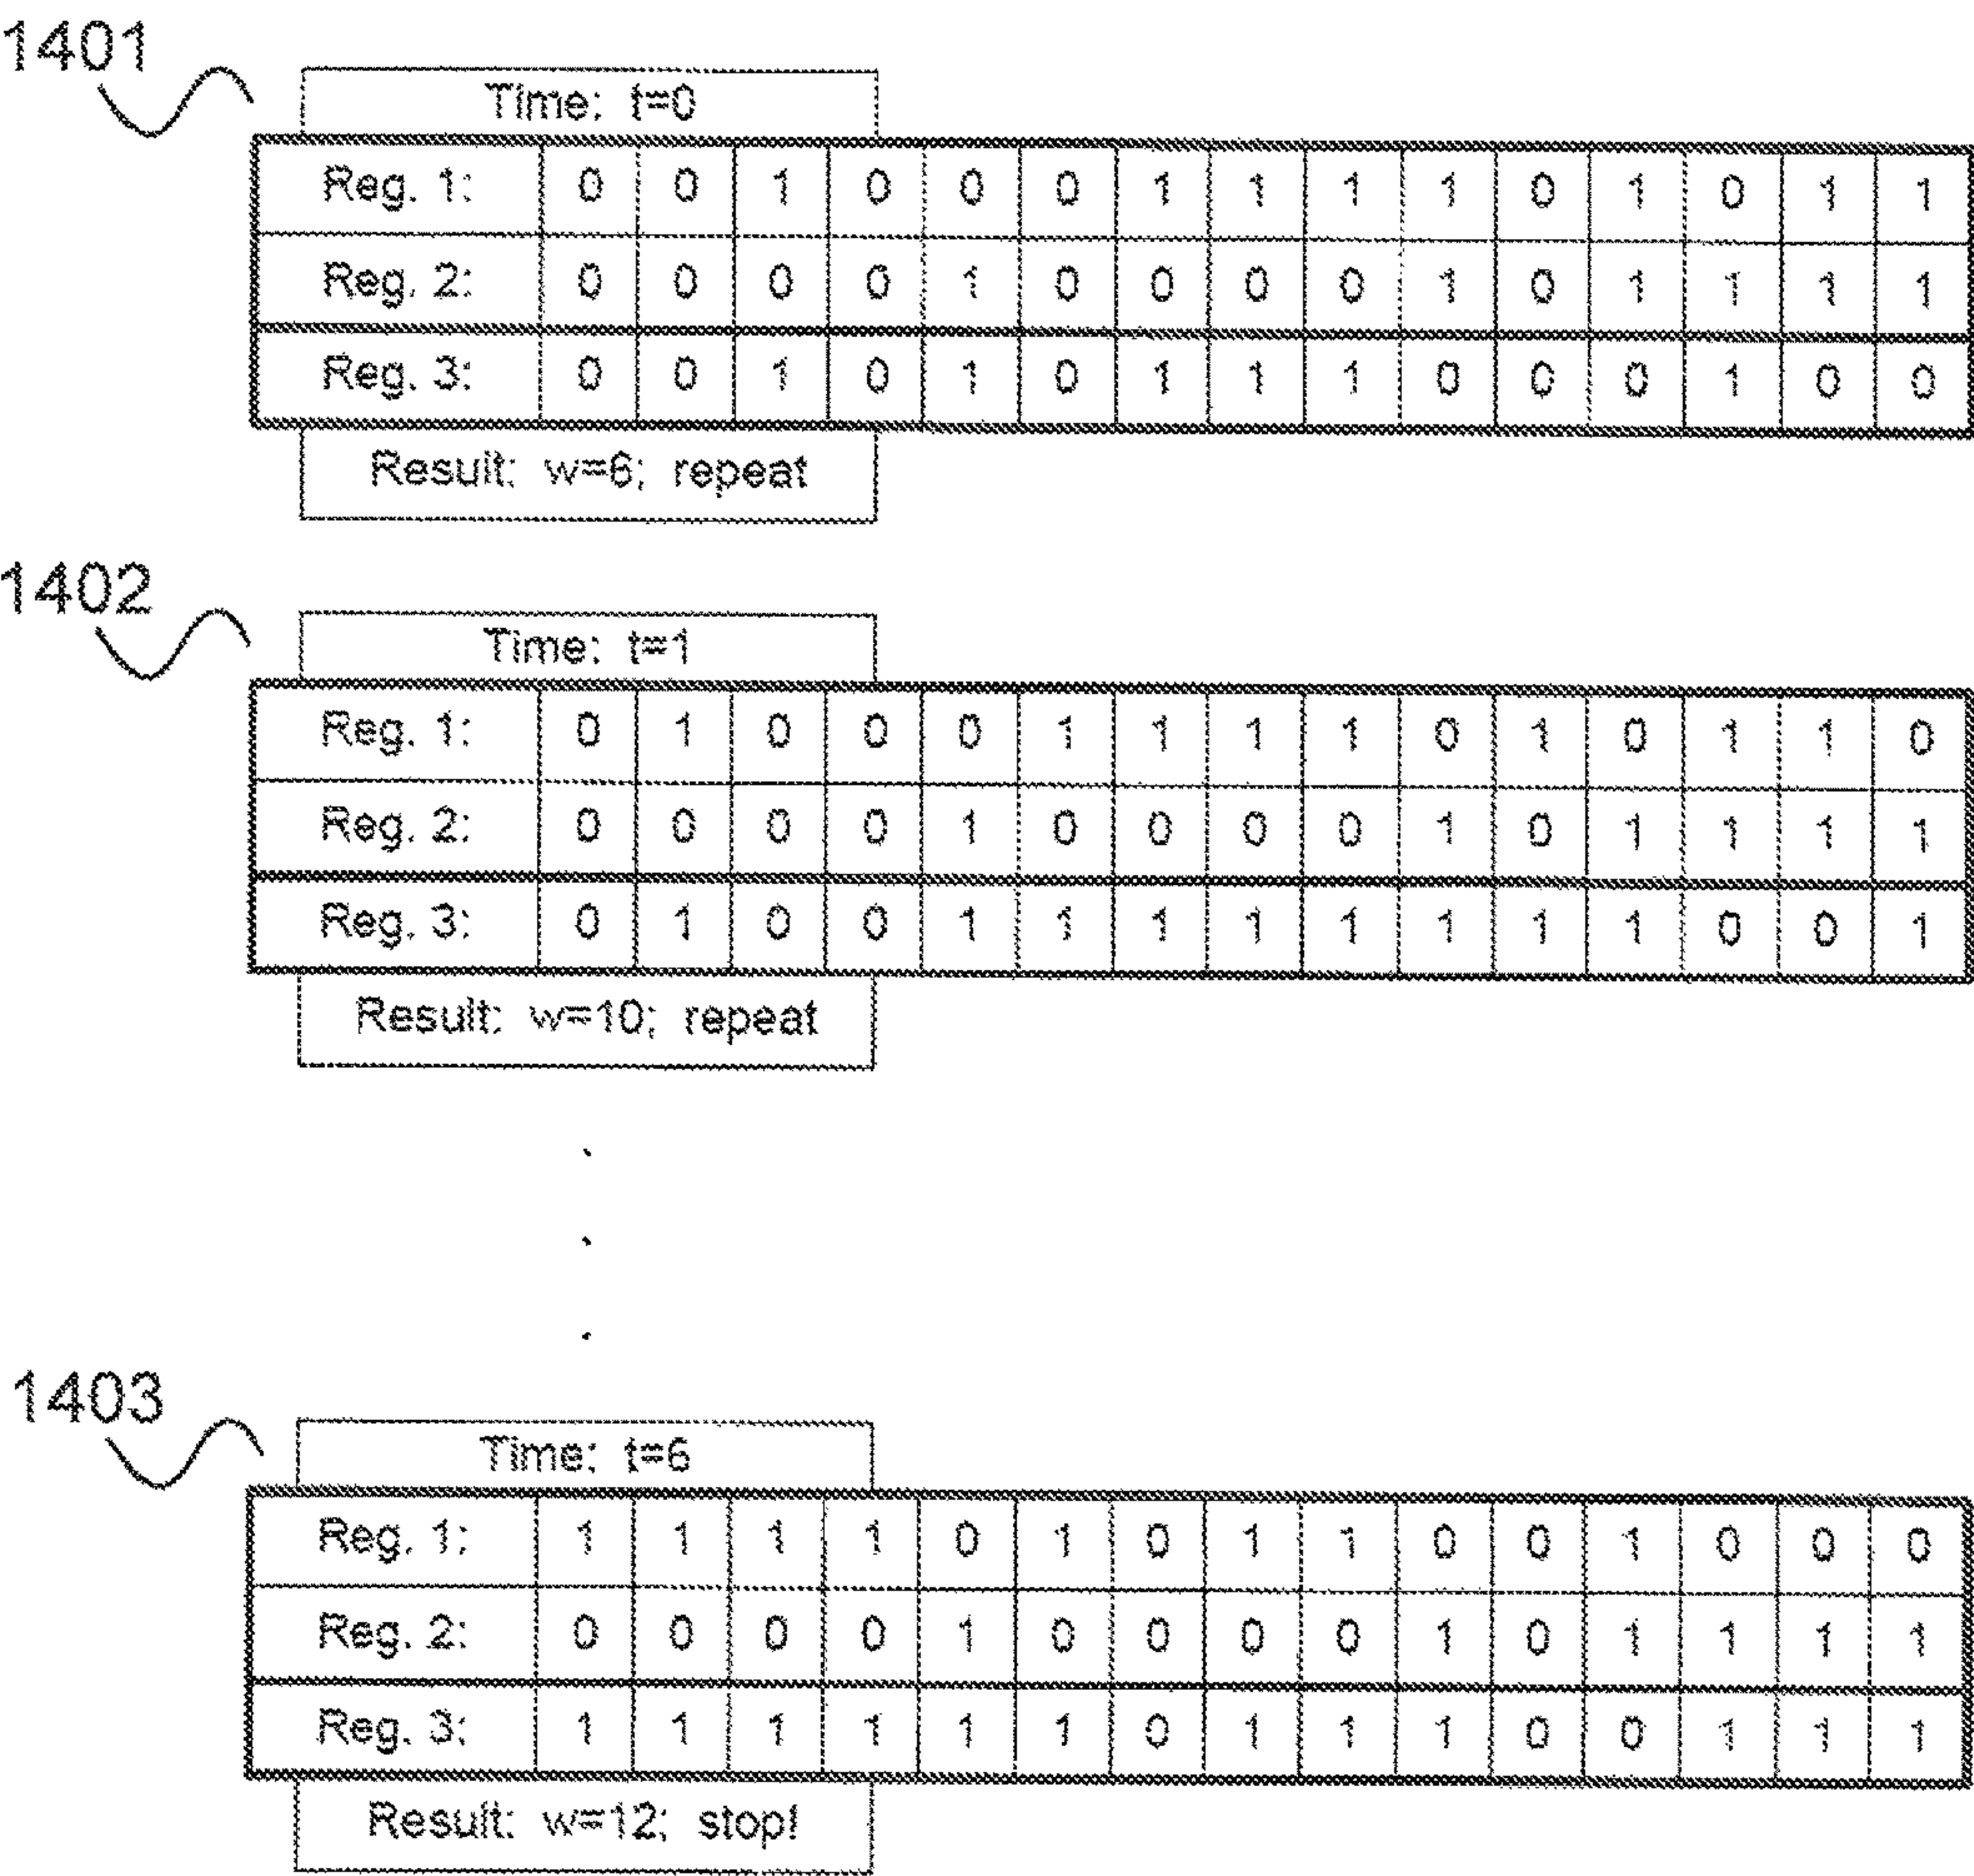 1401
Time: t=0
Reg. 1: 0 0 1 0 0 0 1 1 1 1 0 1 0 1 1
Reg. 2: 0 0 0 0 1 0 0 0 0 1 0 1 1 1 1
Reg. 3: 0 0 1 0 1 0 1 1 1 0 0 0 1 0 0
Result: w=6; repeat
1402
Time: t=1
Reg. 1: 0 1 0 0 0 1 1 1 1 0 1 0 1 1 0
Reg. 2: 0 0 0 0 1 0 0 0 0 1 0 1 1 1 1
Reg. 3: 0 1 0 0 1 1 1 1 1 1 1 1 0 0 1
Result: w=10; repeat
1403
Time: t=6
Reg. 1: 1 1 1 1 0 1 0 1 1 0 0 1 0 0 0
Reg. 2: 0 0 0 0 1 0 0 0 0 1 0 1 1 1 1
Reg. 3: 1 1 1 1 1 1 0 1 1 1 0 0 1 1 1
Result: w=12; stop!